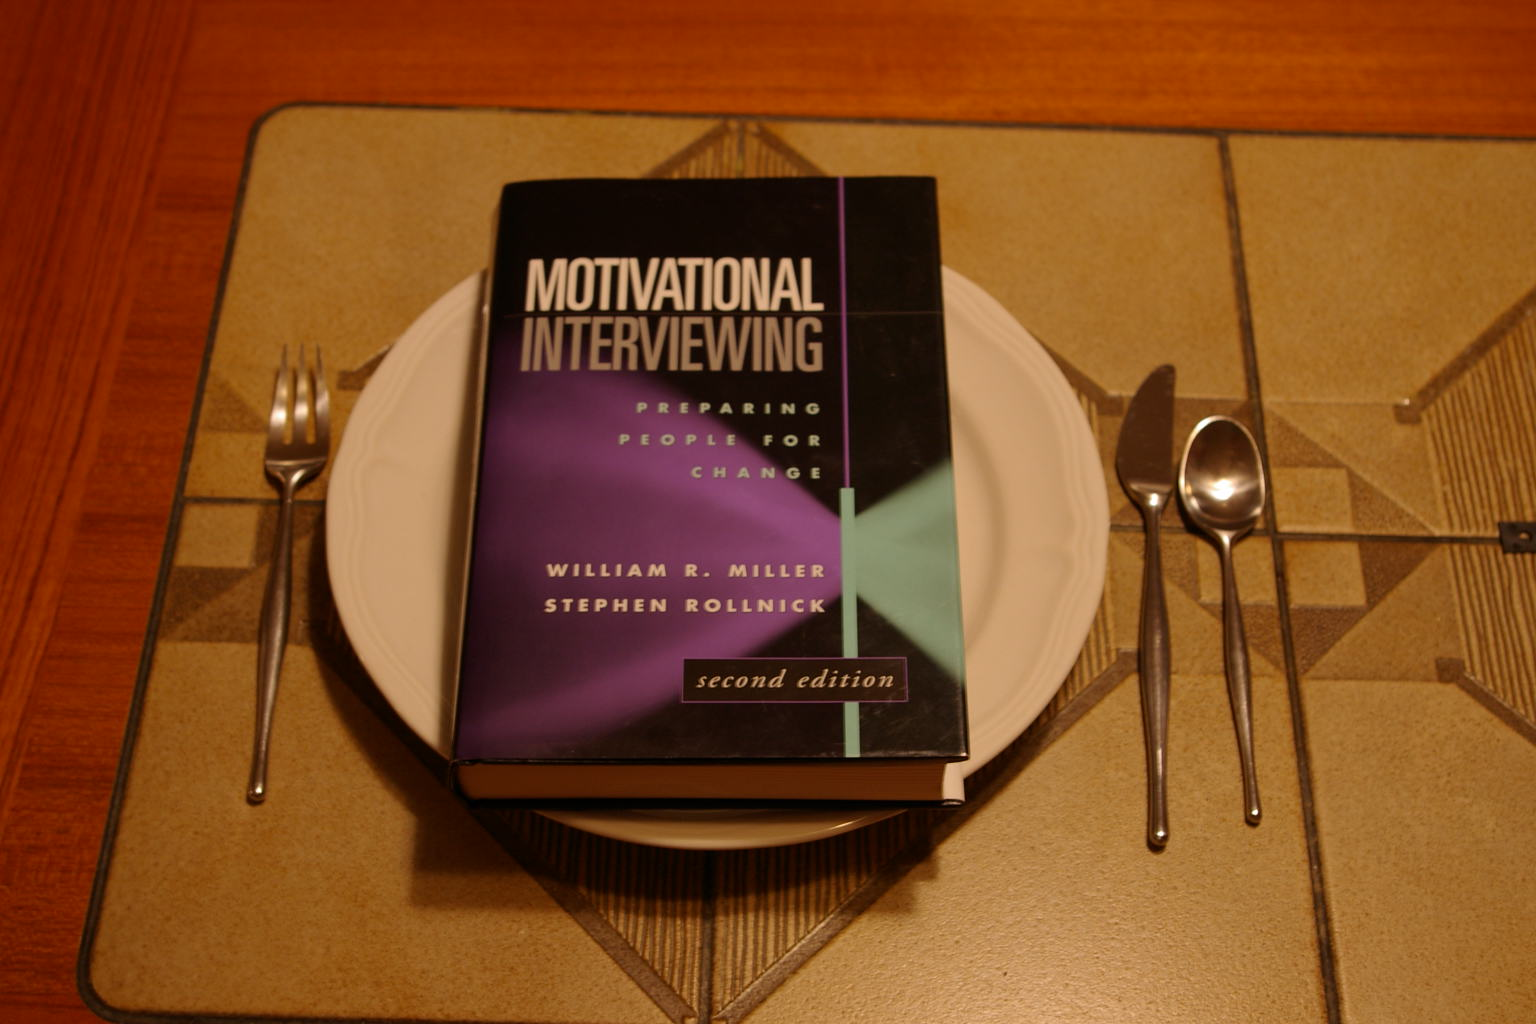 MOTIVATIONAL
INTERVIEWING
PREPARING
PEOPLE FOR
CHANGE
WILLIAM R. MILLER
STEPHEN ROLLNICK
second edition